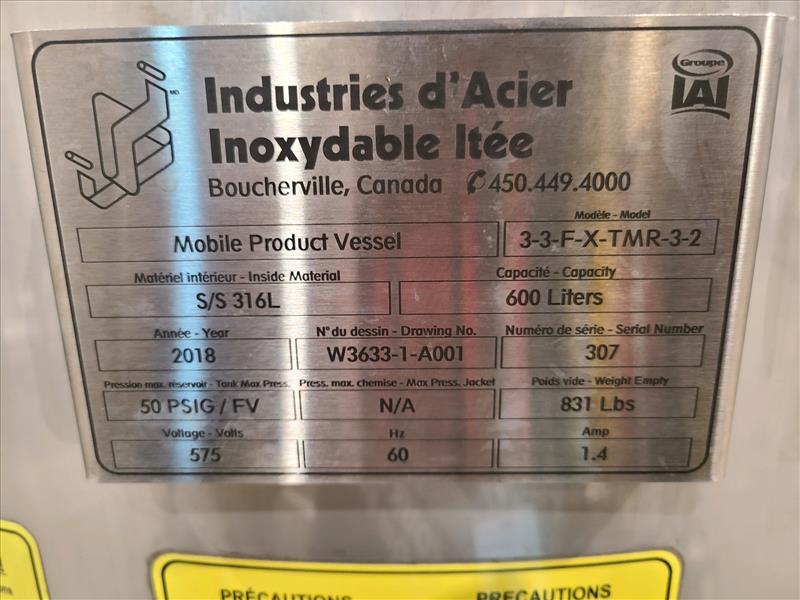 Industries d'Acier
Inoxydable ltée
Boucherville, Canada ✆450.449.4000
Groupe
IAI
MD
Modèle - Model
Mobile Product Vessel 3-3-F-X-TMR-3-2
Matériel intérieur - Inside Material Capacité - Capacity
S/S 316L 600 Liters
Année - Year N° du dessin - Drawing No. Numéro de série - Serial Number
2018 W3633-1-A001 307
Pression max. réservoir - Tank Max Press. Press. max. chemise - Max Press. Jacket Poids vide - Weight Empty
50 PSIG / FV N/A 831 Lbs
Voltage - Volts Hz Amp
575 60 1.4
PRÉCAUTIONS PRECAUTIONS